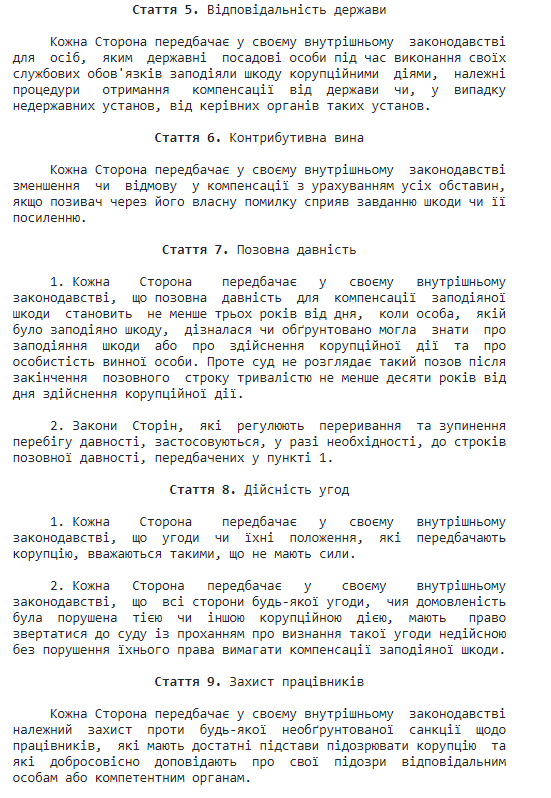 Стаття 5. Відповідальність держави
Кожна Сторона передбачає у своєму внутрішньому законодавстві
для осіб, яким державні посадові особи під час виконання своїх
службових обов'язків заподіяли шкоду корупційними діями, належні
процедури отримання компенсації від держави чи, у випадку
недержавних установ, від керівних органів таких установ.
Стаття 6. Контрибутивна вина
Кожна Сторона передбачає у своєму внутрішньому законодавстві
зменшення чи відмову у компенсації з урахуванням усіх обставин,
якщо позивач через його власну помилку сприяв завданню шкоди чи її
посиленню.
Стаття 7. Позовна давність
1. Кожна Сторона передбачає у своєму внутрішньому
законодавстві, що позовна давність для компенсації заподіяної
шкоди становить не менше трьох років від дня, коли особа, якій
було заподіяно шкоду, дізналася чи обґрунтовано могла знати про
заподіяння шкоди або про здійснення корупційної дії та про
особистість винної особи. Проте суд не розглядає такий позов після
закінчення позовного строку тривалістю не менше десяти років від
дня здійснення корупційної дії.
2. Закони Сторін, які регулюють переривання та зупинення
перебігу давності, застосовуються, у разі необхідності, до строків
позовної давності, передбачених у пункті 1.
Стаття 8. Дійсність угод
1. Кожна Сторона передбачає у своєму внутрішньому
законодавстві, що угоди чи їхні положення, які передбачають
корупцію, вважаються такими, що не мають сили.
2. Кожна Сторона передбачає у своєму внутрішньому
законодавстві, що всі сторони будь-якої угоди, чия домовленість
була порушена тією чи іншою корупційною дією, мають право
звертатися до суду із проханням про визнання такої угоди недійсною
без порушення їхнього права вимагати компенсації заподіяної шкоди.
Стаття 9. Захист працівників
Кожна Сторона передбачає у своєму внутрішньому законодавстві
належний захист проти будь-якої необґрунтованої санкції щодо
працівників, які мають достатні підстави підозрювати корупцію та
які добросовісно доповідають про свої підозри відповідальним
особам або компетентним органам.